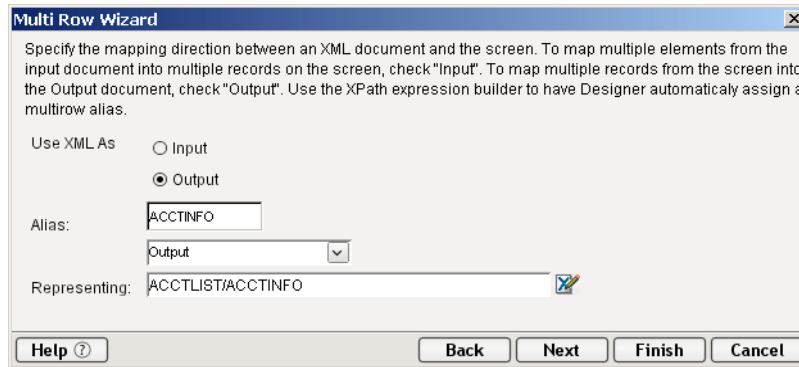 Multi Row Wizard
Specify the mapping direction between an XML document and the screen. To map multiple elements from the
input document into multiple records on the screen, check "Input". To map multiple records from the screen into
the Output document, check "Output". Use the XPath expression builder to have Designer automaticaly assign a
multirow alias.
Use XML As
Input
Output
Alias:
ACCTINFO
Output
Representing:
ACCTLIST/ACCTINFO
Help ?
Back
Next
Finish
Cancel